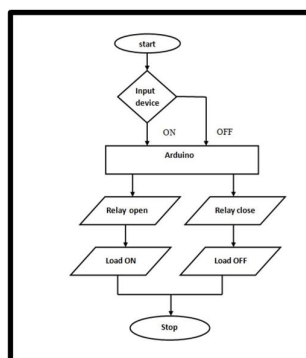 start
Input
device
ON
OFF
Arduino
Relay open
Relay close
Load ON
Load OFF
Stop